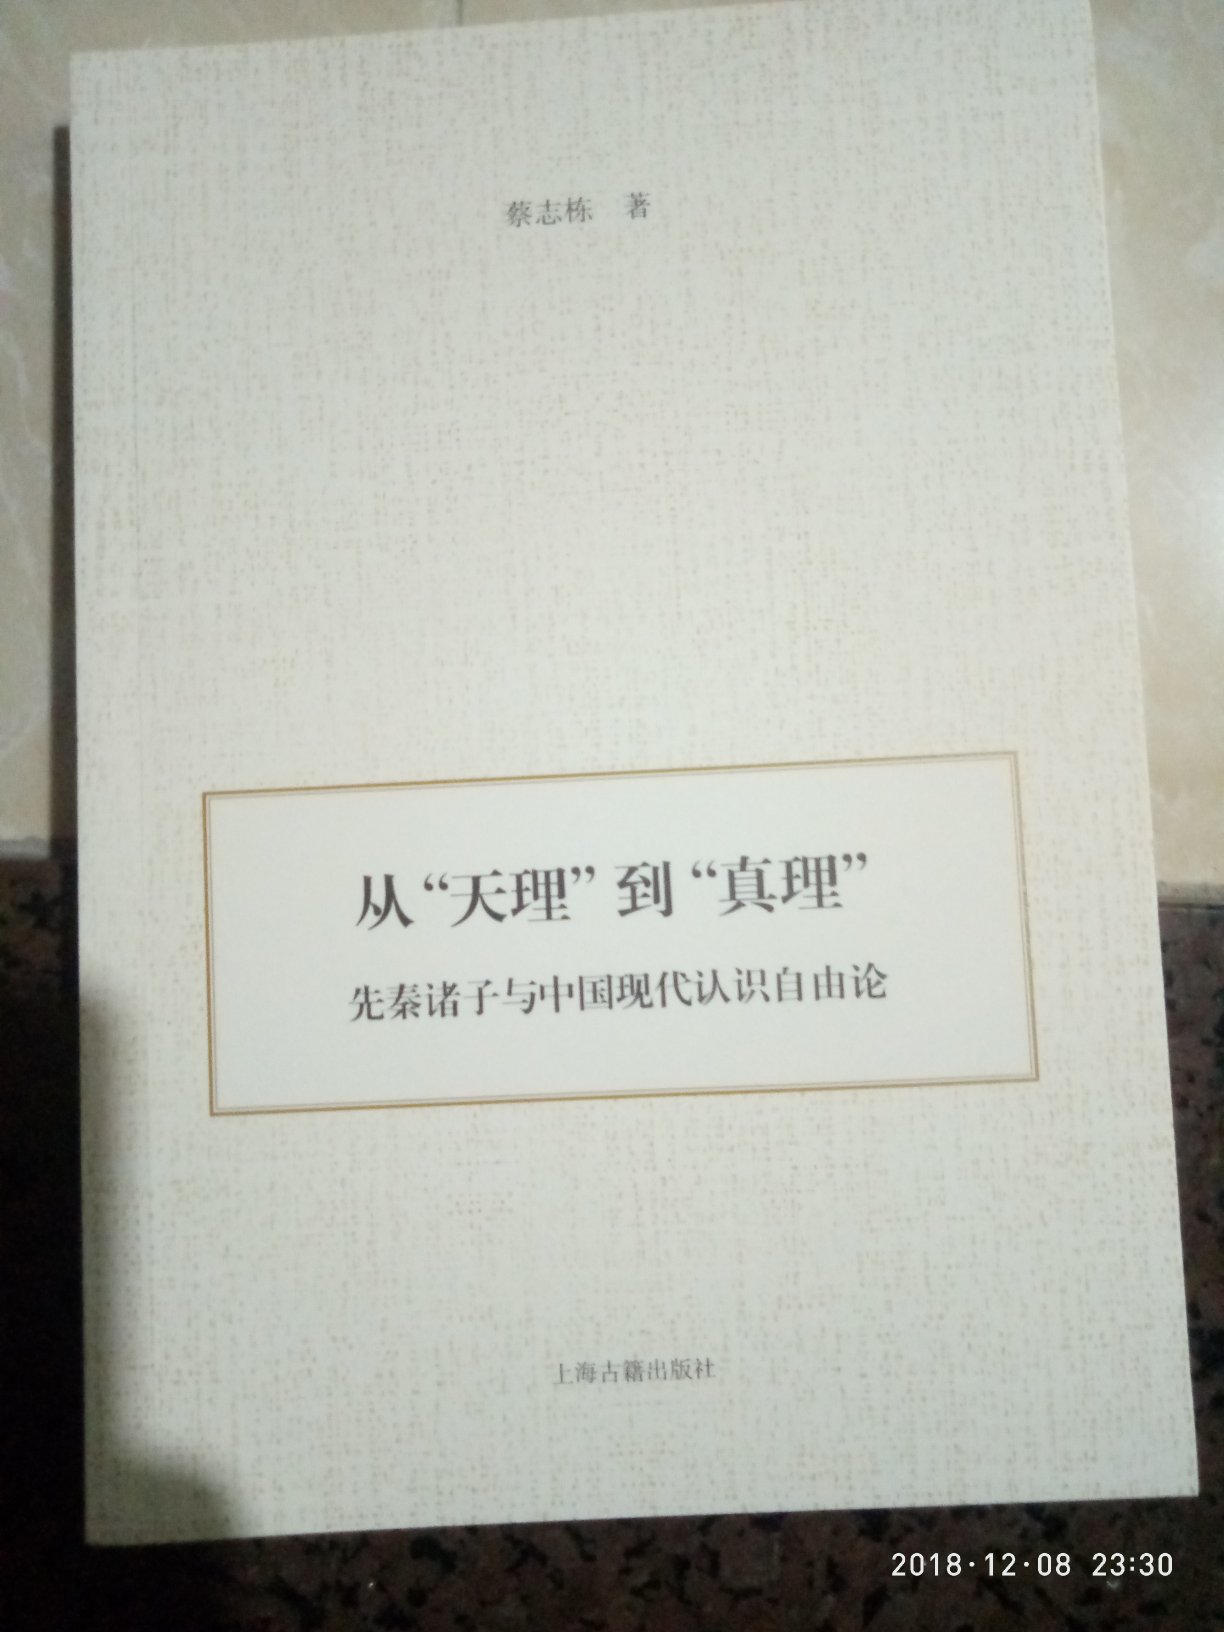 蔡志栋 著
从“天理”到“真理”
先秦诸子与中国现代认识自由论
上海古籍出版社
2018·12·08 23:30